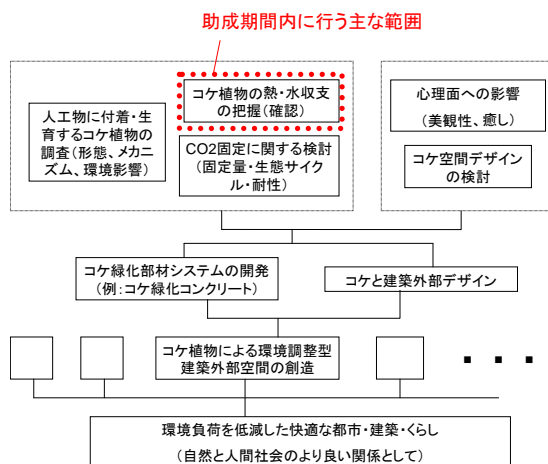 助成期間内に行う主な範囲
コケ植物の熱・水収支
の把握(確認)
人工物に付着・生
育するコケ植物の
調査(形態、メカニ
ズム、環境影響)
CO2固定に関する検討
(固定量・生態サイク
ル・耐性)
心理面への影響
(美観性、癒し)
コケ空間デザイン
の検討
コケ緑化部材システムの開発
(例:コケ緑化コンクリート)
コケと建築外部デザイン
コケ植物による環境調整型
建築外部空間の創造
・・・
環境負荷を低減した快適な都市・建築・くらし
(自然と人間社会のより良い関係として)